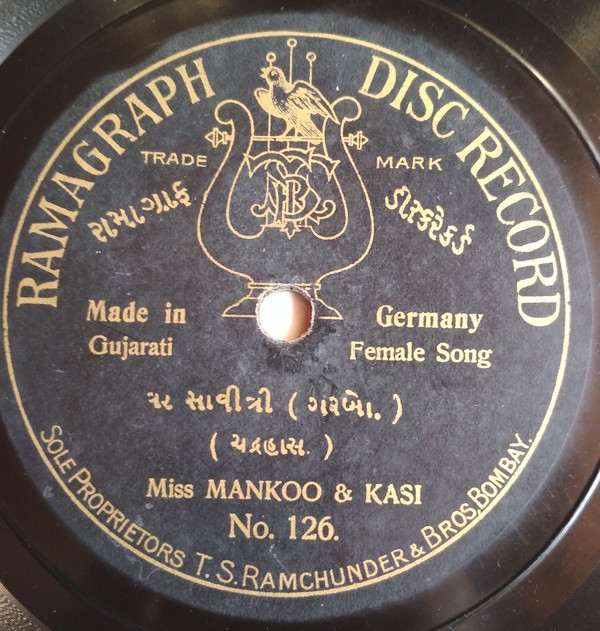 RAMAGRAPH DISC RECORD
TRADE MARK
રામાગ્રાફ ડીસ્કરેકર્ડ
Made in Germany
Gujarati Female Song
વર સાવીત્રી ( ગરબો. )
( ચંદ્રહાસ. )
Miss MANKOO & KASI
No. 126.
SOLE PROPRIETORS T. S. RAMCHUNDER & BROS. BOMBAY.